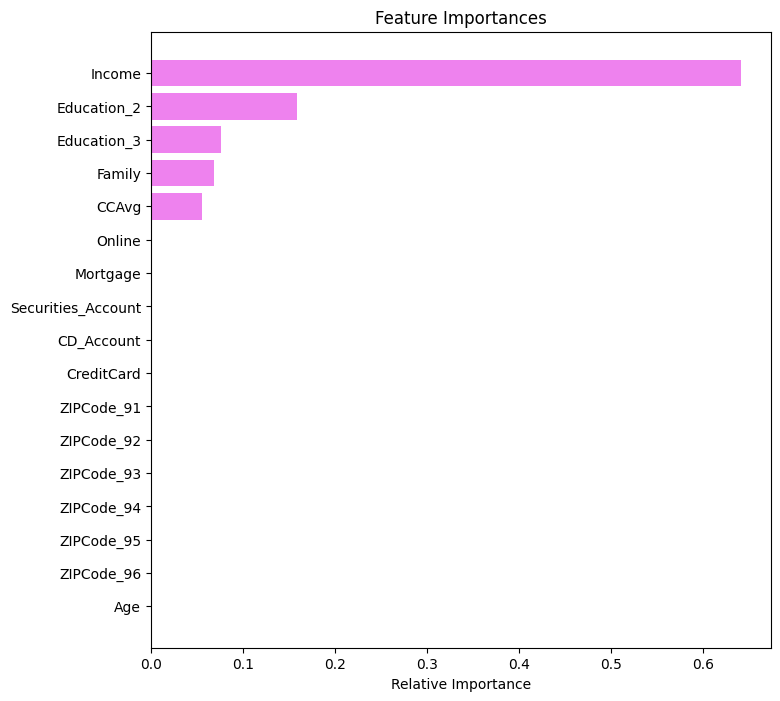 Feature Importances
Income
Education_2
Education_3
Family
CCAvg
Online
Mortgage
Securities_Account
CD_Account
CreditCard
ZIPCode_91
ZIPCode_92
ZIPCode_93
ZIPCode_94
ZIPCode_95
ZIPCode_96
Age
0.0 0.1 0.2 0.3 0.4 0.5 0.6
Relative Importance